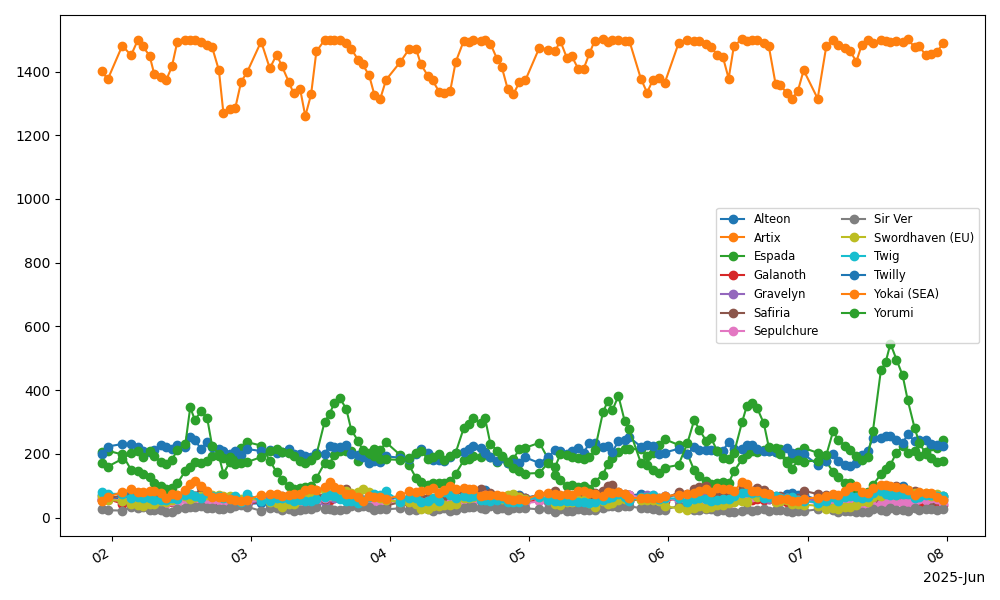 1400
1200
1000
800
600
400
200
0
Alteon
Artix
Espada
Galanoth
Gravelyn
Safiria
Sepulchure
Sir Ver
Swordhaven (EU)
Twig
Twilly
Yokai (SEA)
Yorumi
02
03
04
05
06
07
08
2025-Jun